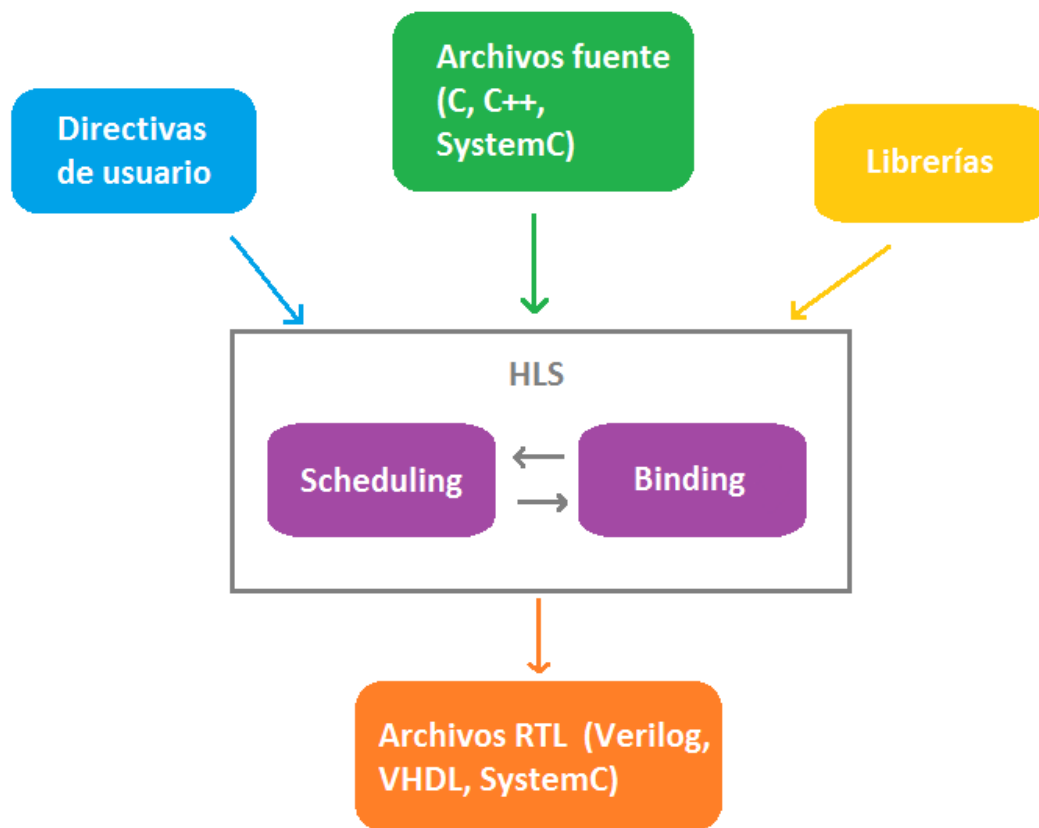 Archivos fuente
(C, C++,
SystemC)
Directivas
de usuario
Librerías
HLS
Scheduling
Binding
Archivos RTL (Verilog,
VHDL, SystemC)